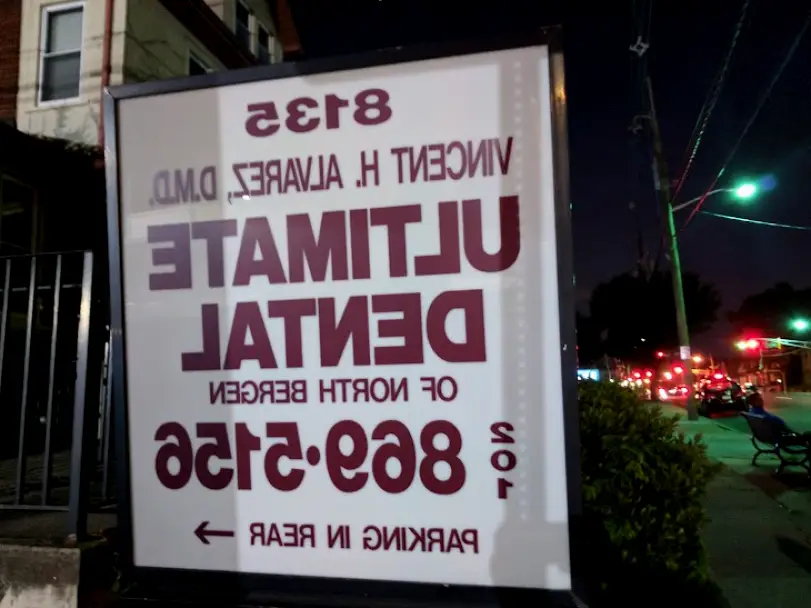 8135
VINCENT H. ALVAREZ, D.M.D.
ULTIMATE
DENTAL
OF NORTH BERGEN
201 869·5156
PARKING IN REAR →